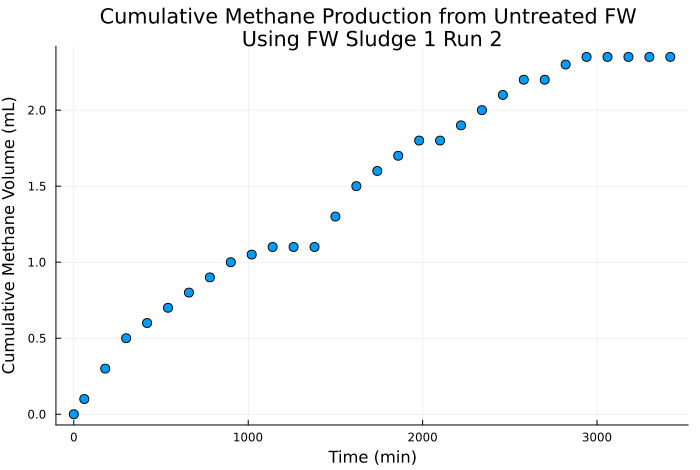 Cumulative Methane Production from Untreated FW
Using FW Sludge 1 Run 2
Cumulative Methane Volume (mL)
2.0
1.5
1.0
0.5
0.0
0 1000 2000 3000
Time (min)